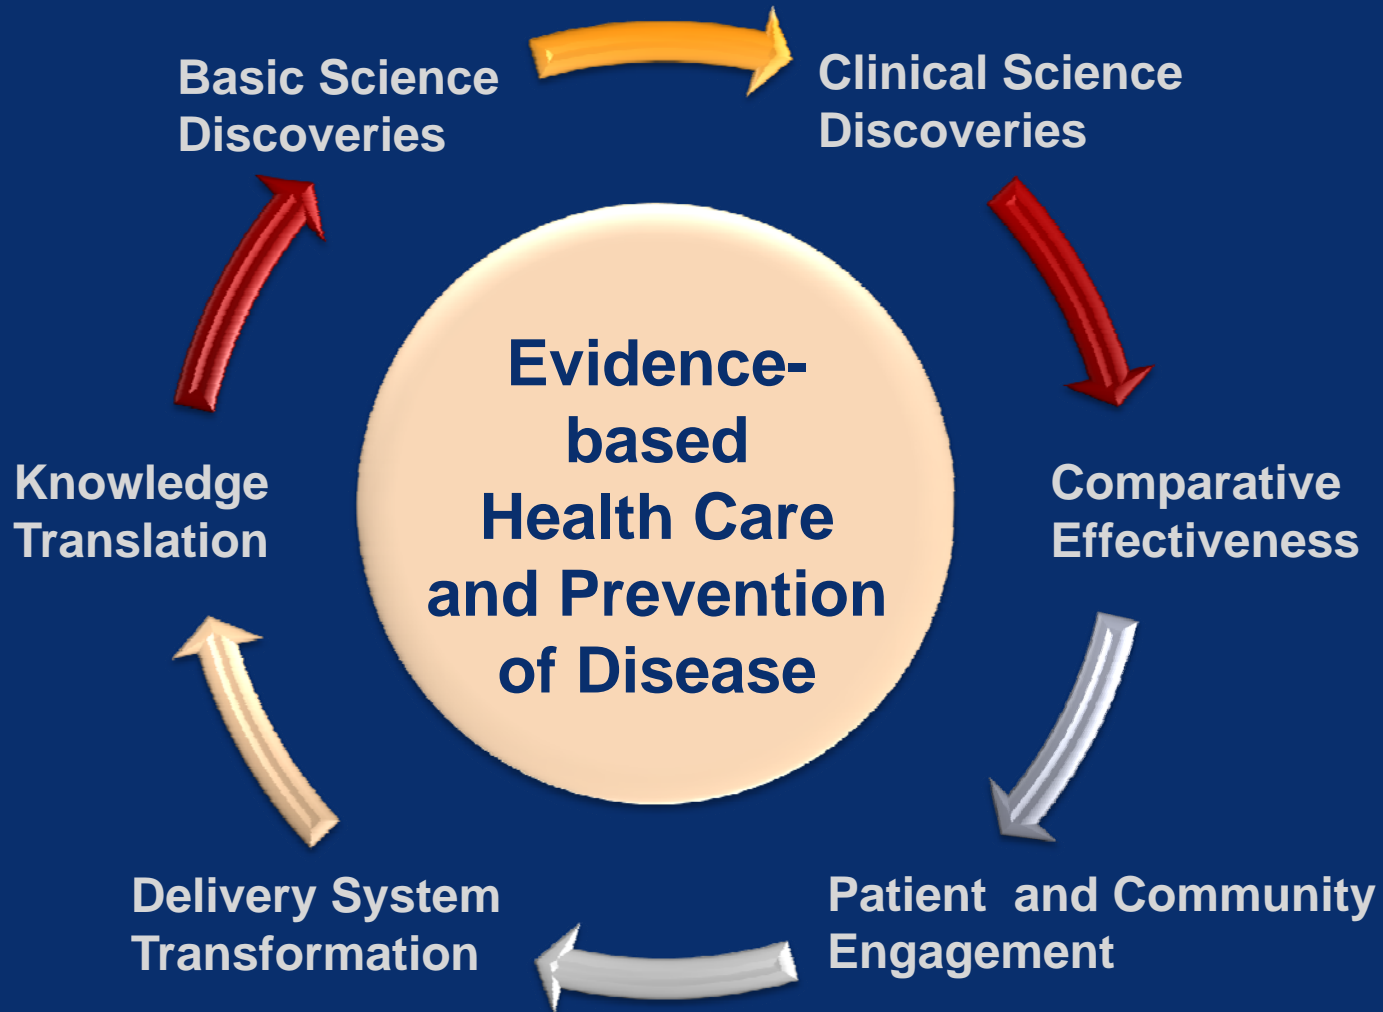 Basic Science
Discoveries
Clinical Science
Discoveries
Evidence-
based
Health Care
and Prevention
of Disease
Knowledge
Translation
Comparative
Effectiveness
Delivery System
Transformation
Patient  and Community
Engagement